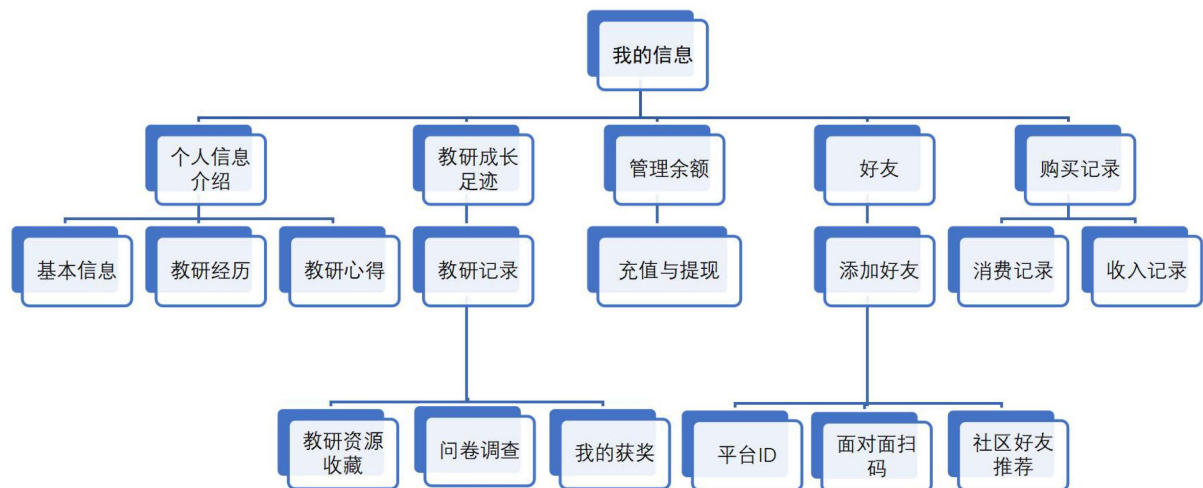 我的信息
个人信息
介绍
教研成长
足迹
管理余额
好友
购买记录
基本信息
教研经历
教研心得
教研记录
充值与提现
添加好友
消费记录
收入记录
教研资源
收藏
问卷调查
我的获奖
平台ID
面对面扫
码
社区好友
推荐